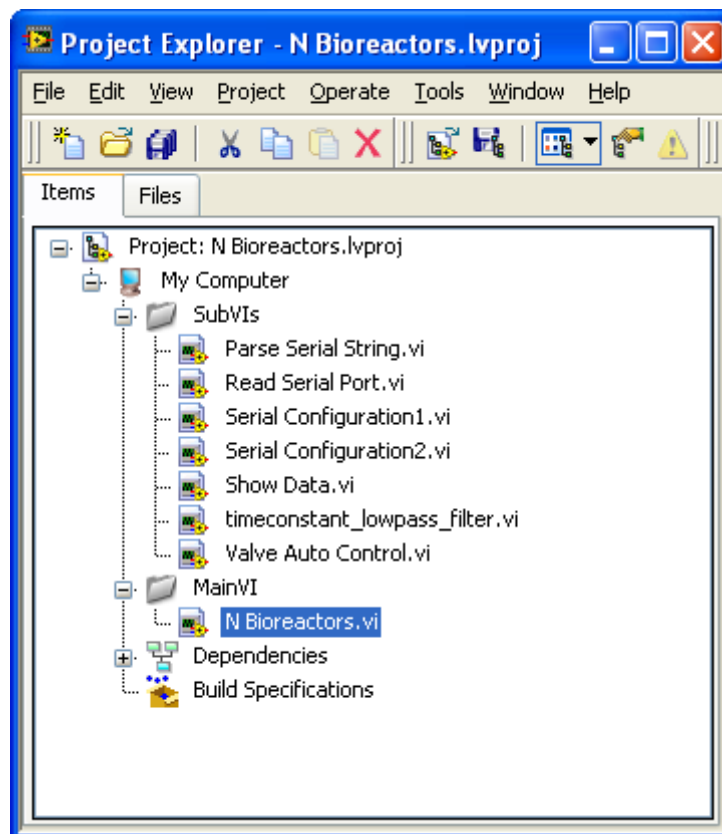 Project Explorer - N Bioreactors.lvproj
File Edit View Project Operate Tools Window Help
Items Files
Project: N Bioreactors.lvproj
My Computer
SubVIs
Parse Serial String.vi
Read Serial Port.vi
Serial Configuration1.vi
Serial Configuration2.vi
Show Data.vi
timeconstant_lowpass_filter.vi
Valve Auto Control.vi
MainVI
N Bioreactors.vi
Dependencies
Build Specifications